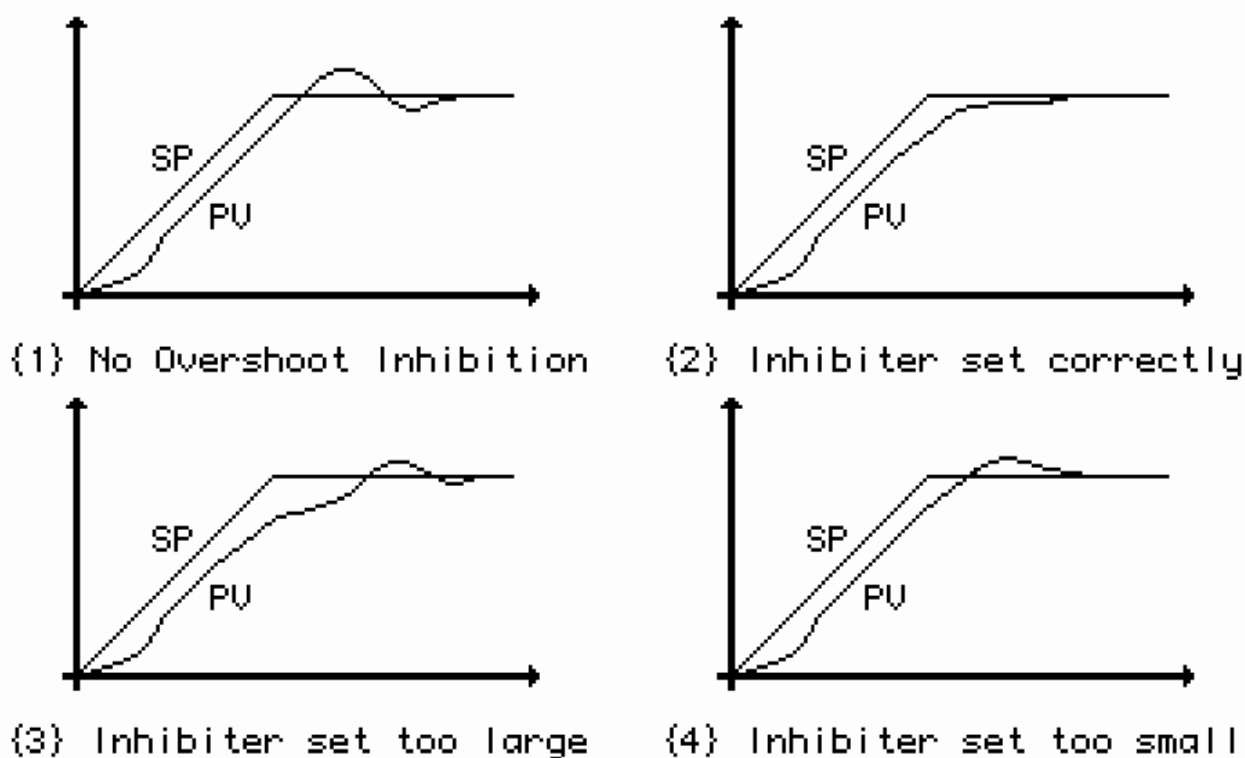 SP
PV
SP
PV
{1} No Overshoot Inhibition
{2} Inhibiter set correctly
SP
PV
SP
PV
{3} Inhibiter set too large
{4} Inhibiter set too small